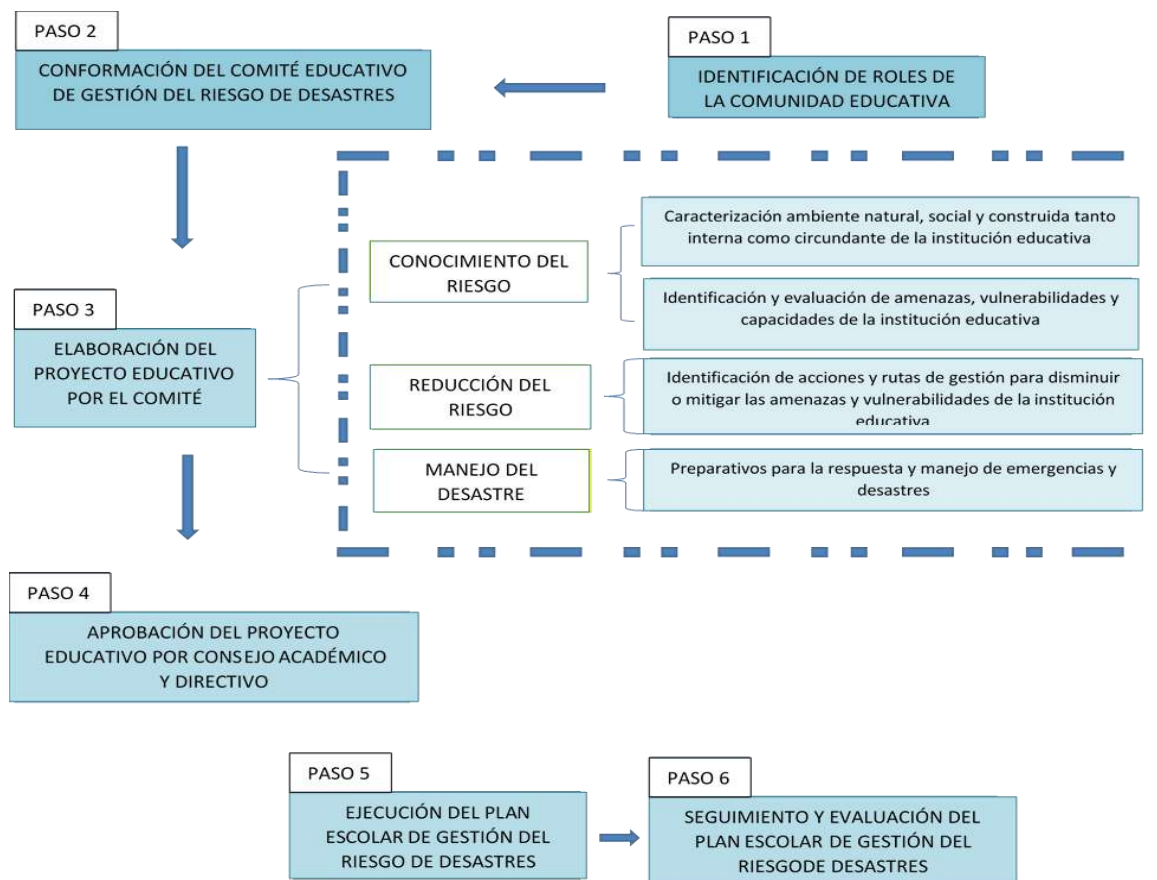 PASO 1
IDENTIFICACIÓN DE ROLES DE
LA COMUNIDAD EDUCATIVA
PASO 2
CONFORMACIÓN DEL COMITÉ EDUCATIVO
DE GESTIÓN DEL RIESGO DE DESASTRES
PASO 3
ELABORACIÓN DEL
PROYECTO EDUCATIVO
POR EL COMITÉ
CONOCIMIENTO DEL
RIESGO
Caracterización ambiente natural, social y construida tanto
interna como circundante de la institución educativa
Identificación y evaluación de amenazas, vulnerabilidades y
capacidades de la institución educativa
REDUCCIÓN DEL
RIESGO
Identificación de acciones y rutas de gestión para disminuir
o mitigar las amenazas y vulnerabilidades de la institución
educativa
MANEJO DEL
DESASTRE
Preparativos para la respuesta y manejo de emergencias y
desastres
PASO 4
APROBACIÓN DEL PROYECTO
EDUCATIVO POR CONSEJO ACADÉMICO
Y DIRECTIVO
PASO 5
EJECUCIÓN DEL PLAN
ESCOLAR DE GESTIÓN DEL
RIESGO DE DESASTRES
PASO 6
SEGUIMIENTO Y EVALUACIÓN DEL
PLAN ESCOLAR DE GESTIÓN DEL
RIESGODE DESASTRES